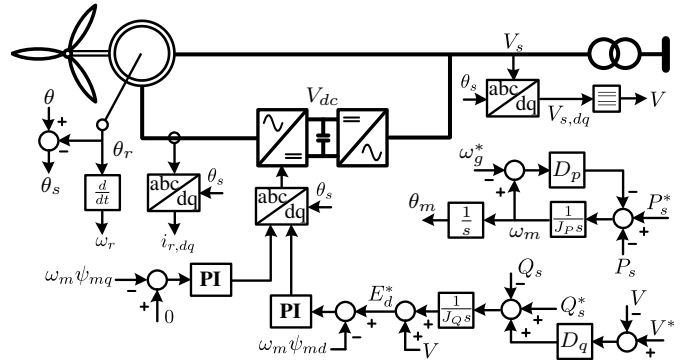 V_s
θ_s
abc
dq
V_{s,dq}
V
V_{dc}
θ
+
-
θ_s
θ_r
d/dt
ω_r
abc
dq
θ_s
i_{r,dq}
abc
dq
θ_s
ω_g^*
-
+
D_p
-
+
-
P_s^*
P_s
1/(J_P s)
ω_m
1/s
θ_m
ω_m ψ_{mq}
-
+
0
PI
PI
ω_m ψ_{md}
-
+
E_d^*
+
+
V
1/(J_Q s)
Q_s
-
+
+
Q_s^*
D_q
V
-
+
V^*